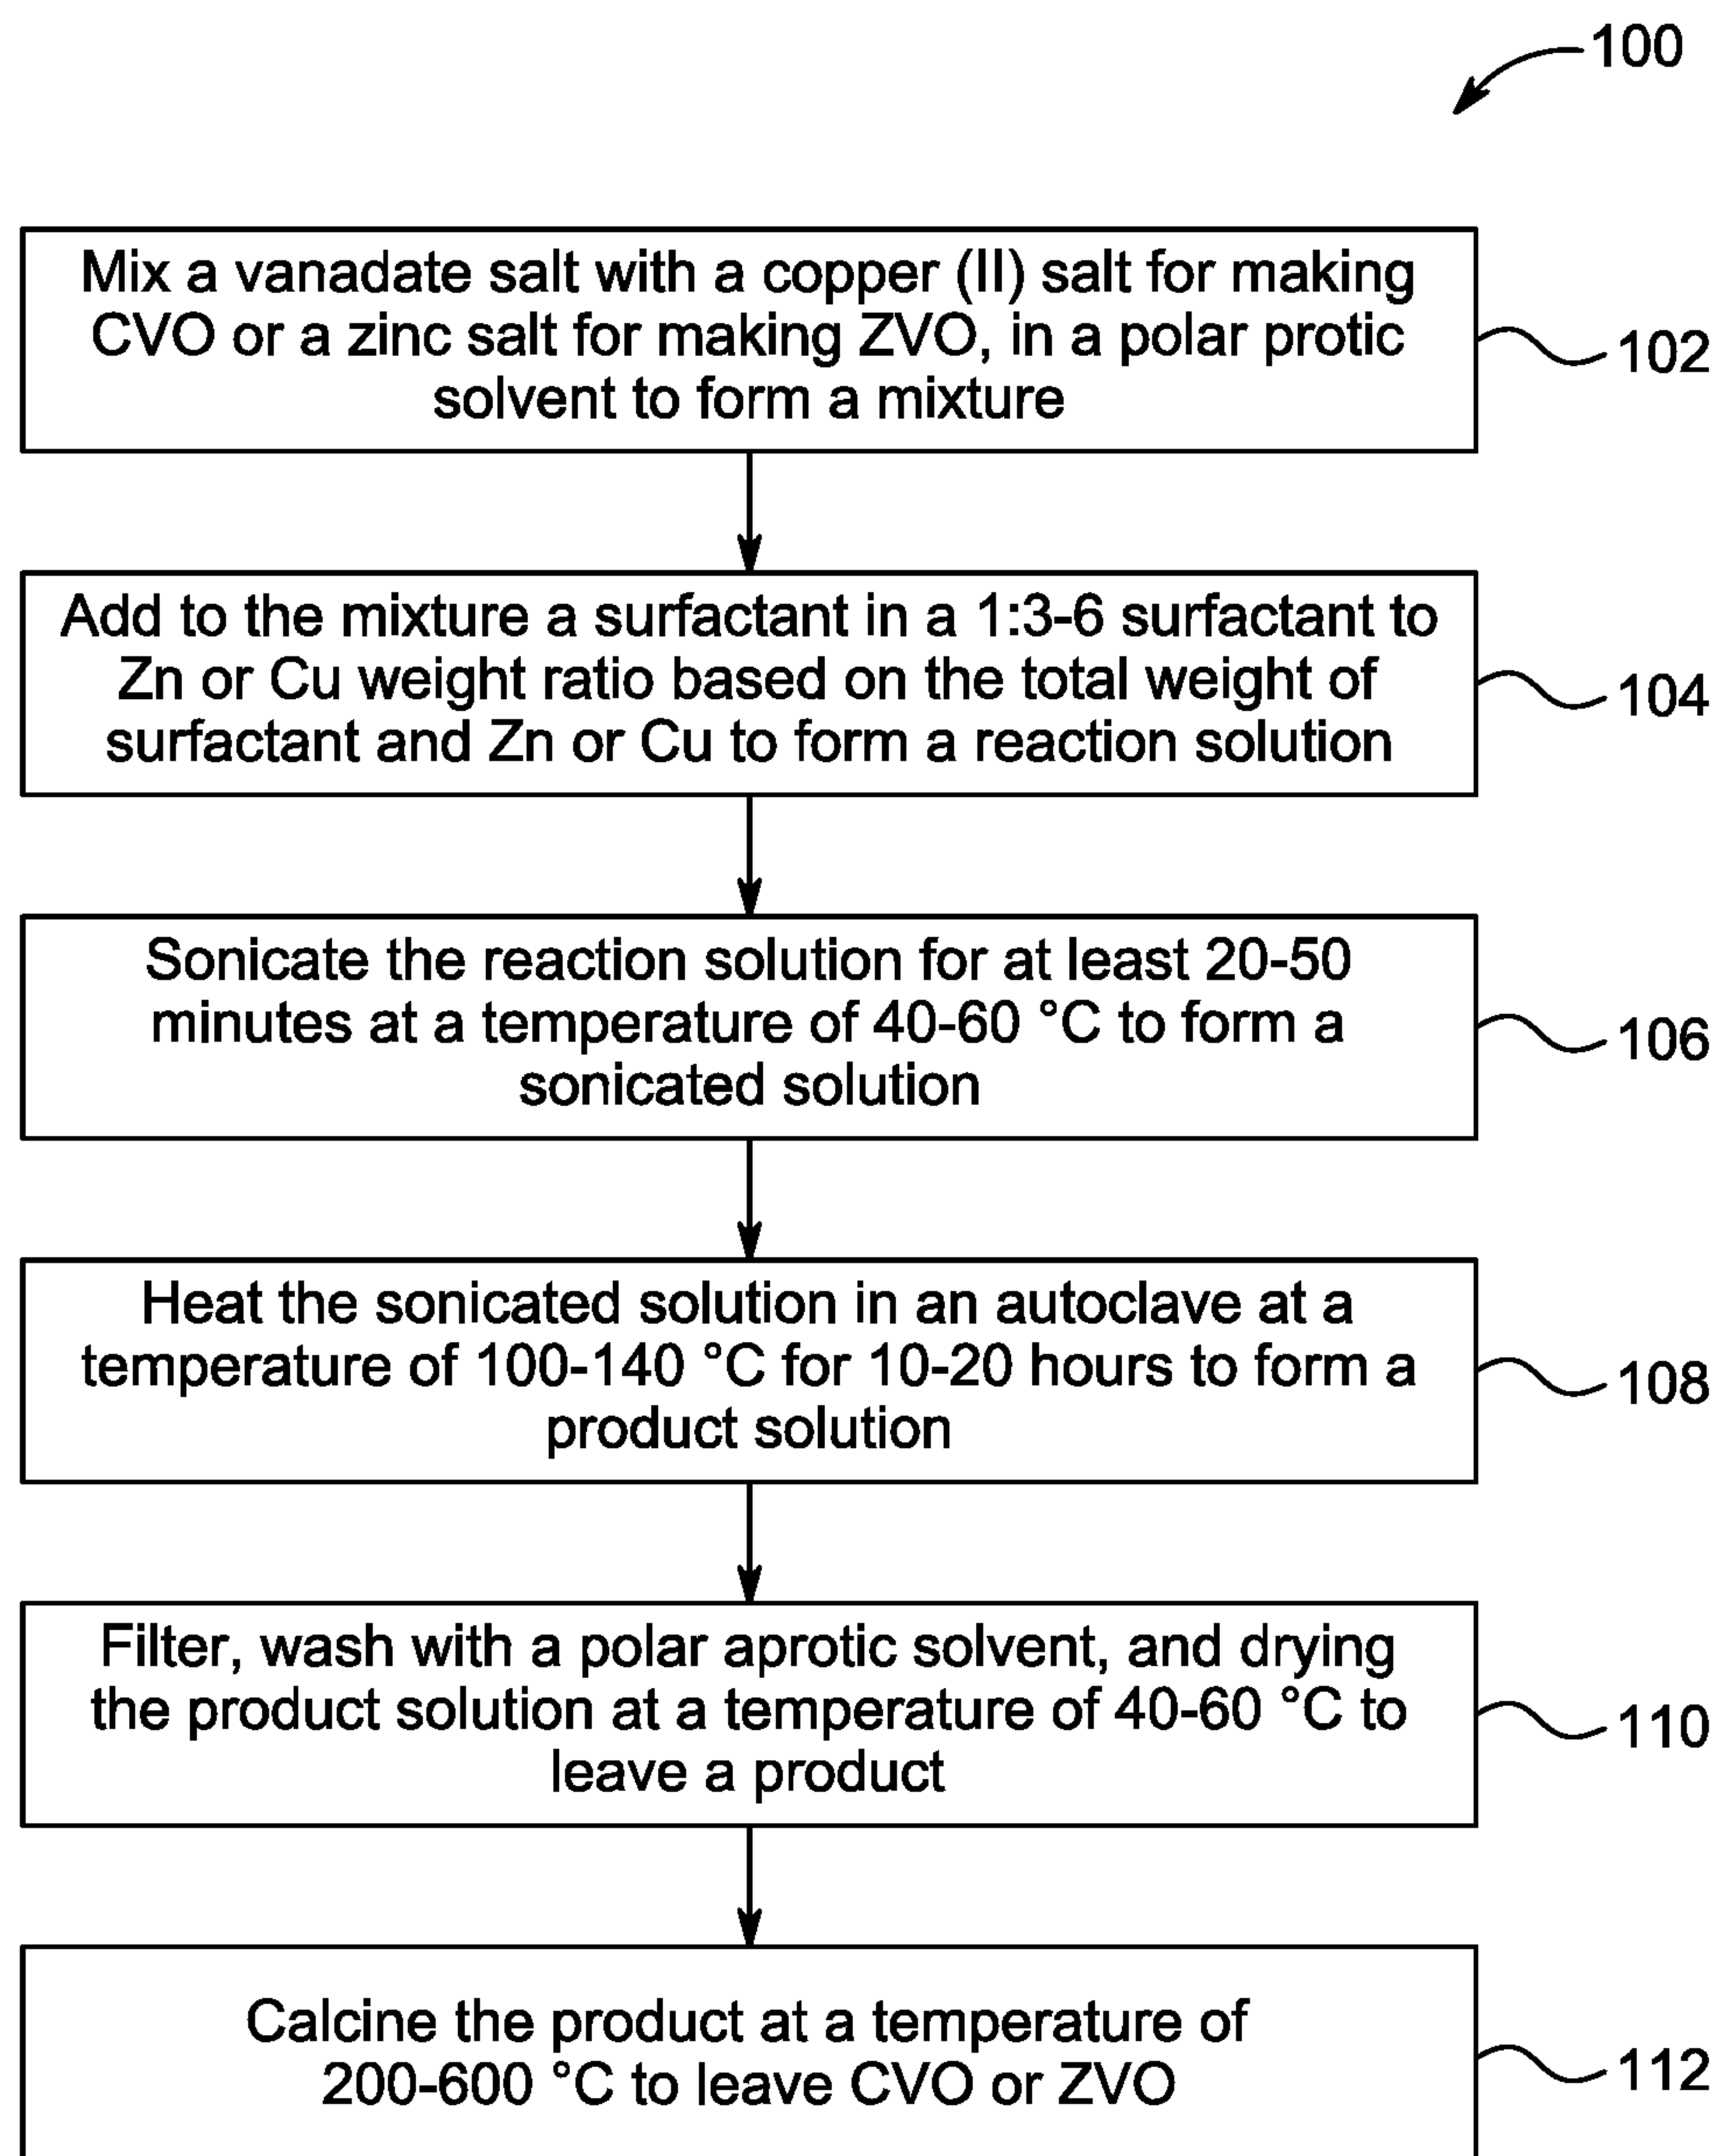 100
Mix a vanadate salt with a copper (II) salt for making
CVO or a zinc salt for making ZVO, in a polar protic
solvent to form a mixture
102
Add to the mixture a surfactant in a 1:3-6 surfactant to
Zn or Cu weight ratio based on the total weight of
surfactant and Zn or Cu to form a reaction solution
104
Sonicate the reaction solution for at least 20-50
minutes at a temperature of 40-60 °C to form a
sonicated solution
106
Heat the sonicated solution in an autoclave at a
temperature of 100-140 °C for 10-20 hours to form a
product solution
108
Filter, wash with a polar aprotic solvent, and drying
the product solution at a temperature of 40-60 °C to
leave a product
110
Calcine the product at a temperature of
200-600 °C to leave CVO or ZVO
112